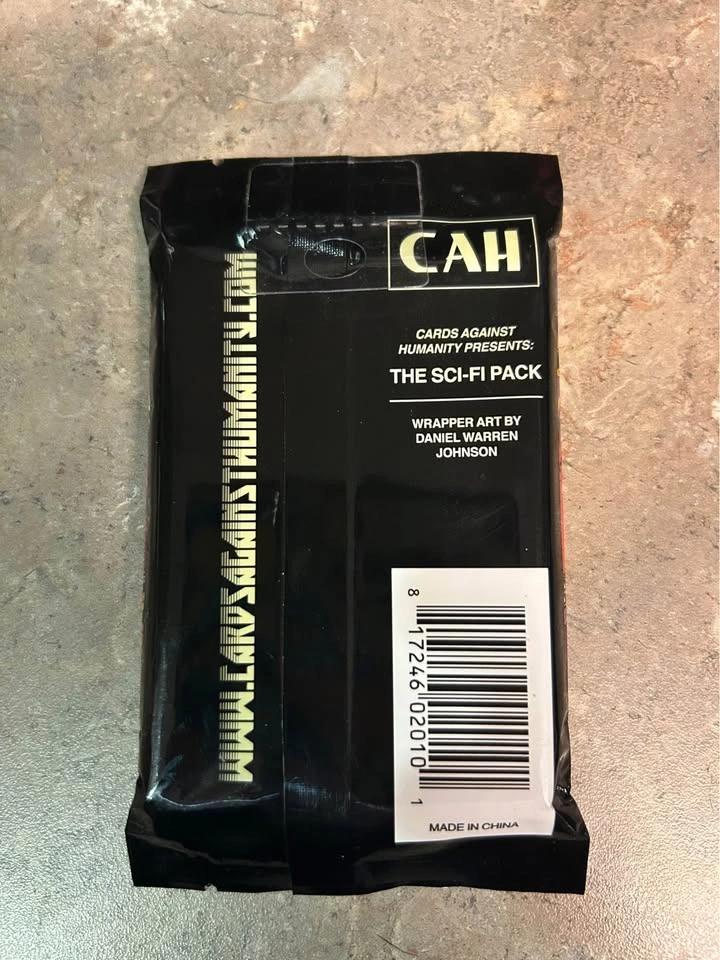 CAH
CARDS AGAINST
HUMANITY PRESENTS:
THE SCI-FI PACK
WRAPPER ART BY
DANIEL WARREN
JOHNSON
WWW.CARDSAGAINSTHUMANITY.COM
8 17246 02010 1
MADE IN CHINA